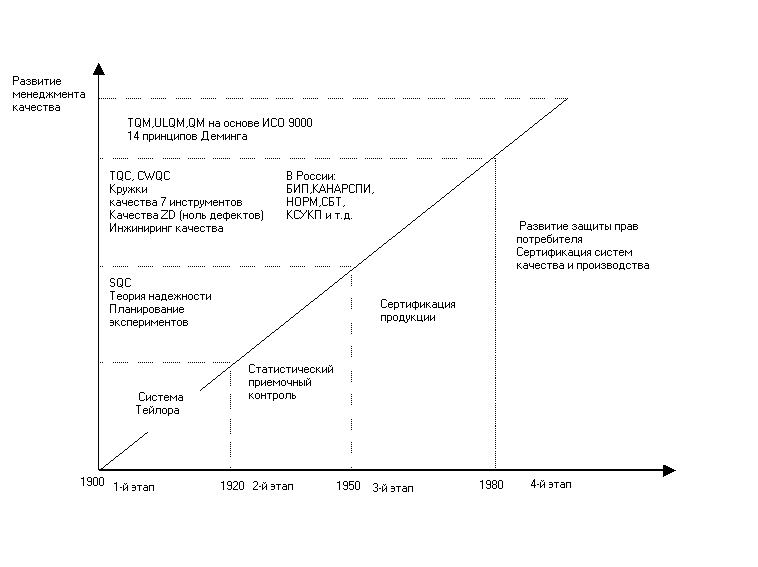 Развитие
менеджмента
качества
TQM,ULQM,QM на основе ИСО 9000
14 принципов Деминга
TQC, CWQC
Кружки
качества 7 инструментов
Качества ZD (ноль дефектов)
Инжиниринг качества
В России:
БИП,КАНАРСПИ,
НОРМ,СБТ,
КСУКП и т.д.
Развитие защиты прав
потребителя
Сертификация систем
качества и производства
SQC
Теория надежности
Планирование
экспериментов
Сертификация
продукции
Статистический
приемочный
контроль
Система
Тейлора
1900
1-й этап
1920
2-й этап
1950
3-й этап
1980
4-й этап